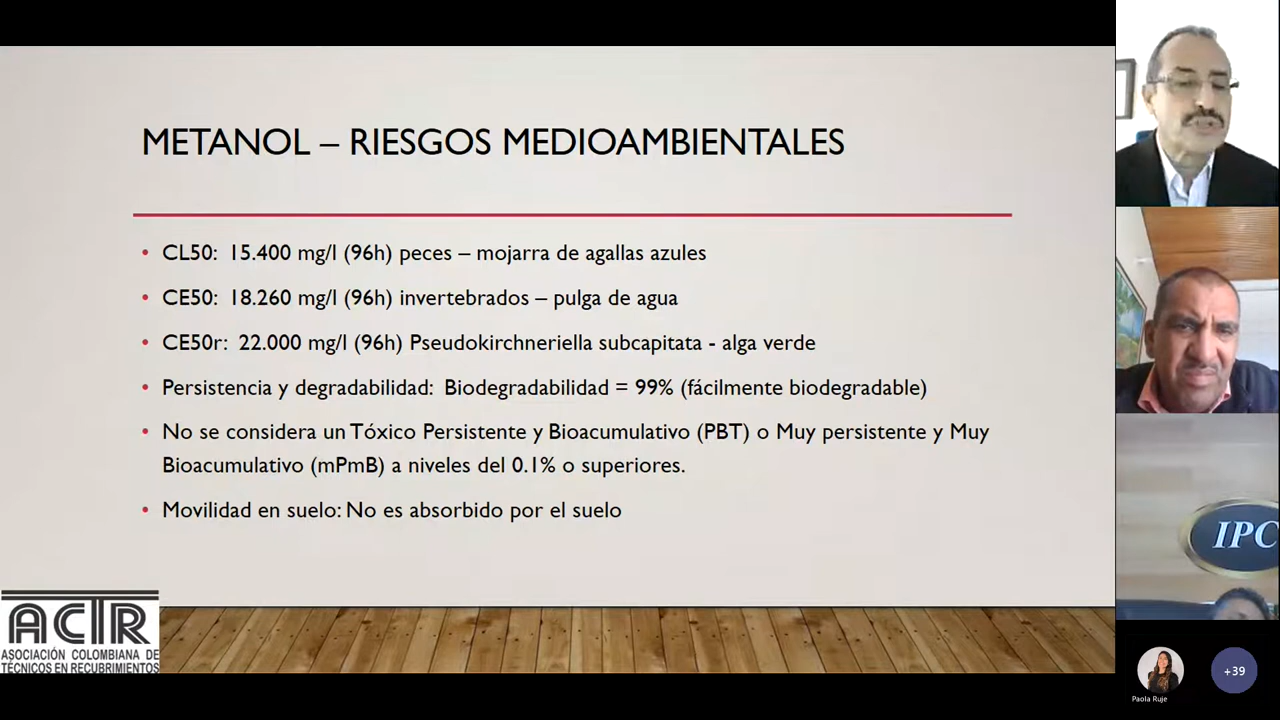 METANOL – RIESGOS MEDIOAMBIENTALES
• CL50: 15.400 mg/l (96h) peces – mojarra de agallas azules
• CE50: 18.260 mg/l (96h) invertebrados – pulga de agua
• CE50r: 22.000 mg/l (96h) Pseudokirchneriella subcapitata - alga verde
• Persistencia y degradabilidad: Biodegradabilidad = 99% (fácilmente biodegradable)
• No se considera un Tóxico Persistente y Bioacumulativo (PBT) o Muy persistente y Muy
Bioacumulativo (mPmB) a niveles del 0.1% o superiores.
• Movilidad en suelo: No es absorbido por el suelo
ACTR
ASOCIACIÓN COLOMBIANA DE
TÉCNICOS EN RECUBRIMIENTOS
IPC
Paola Ruje
+39